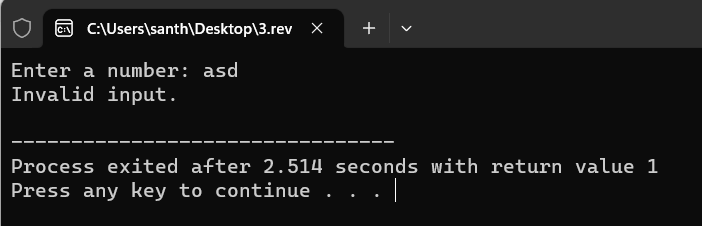 C:\Users\santh\Desktop\3.rev
Enter a number: asd
Invalid input.
--------------------------------
Process exited after 2.514 seconds with return value 1
Press any key to continue . . .